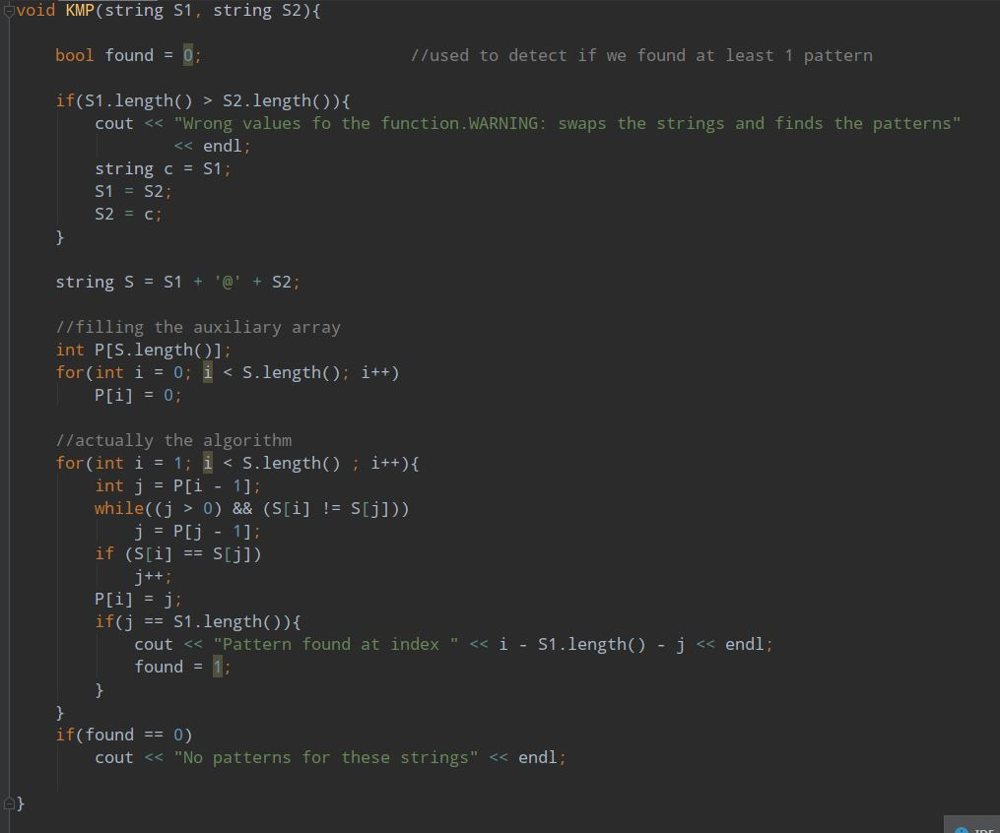 void KMP(string S1, string S2){
bool found = 0; //used to detect if we found at least 1 pattern
if(S1.length() > S2.length()){
cout << "Wrong values fo the function.WARNING: swaps the strings and finds the patterns"
<< endl;
string c = S1;
S1 = S2;
S2 = c;
}
string S = S1 + '@' + S2;
//filling the auxiliary array
int P[S.length()];
for(int i = 0; i < S.length(); i++)
P[i] = 0;
//actually the algorithm
for(int i = 1; i < S.length() ; i++){
int j = P[i - 1];
while((j > 0) && (S[i] != S[j]))
j = P[j - 1];
if (S[i] == S[j])
j++;
P[i] = j;
if(j == S1.length()){
cout << "Pattern found at index " << i - S1.length() - j << endl;
found = 1;
}
}
if(found == 0)
cout << "No patterns for these strings" << endl;
}